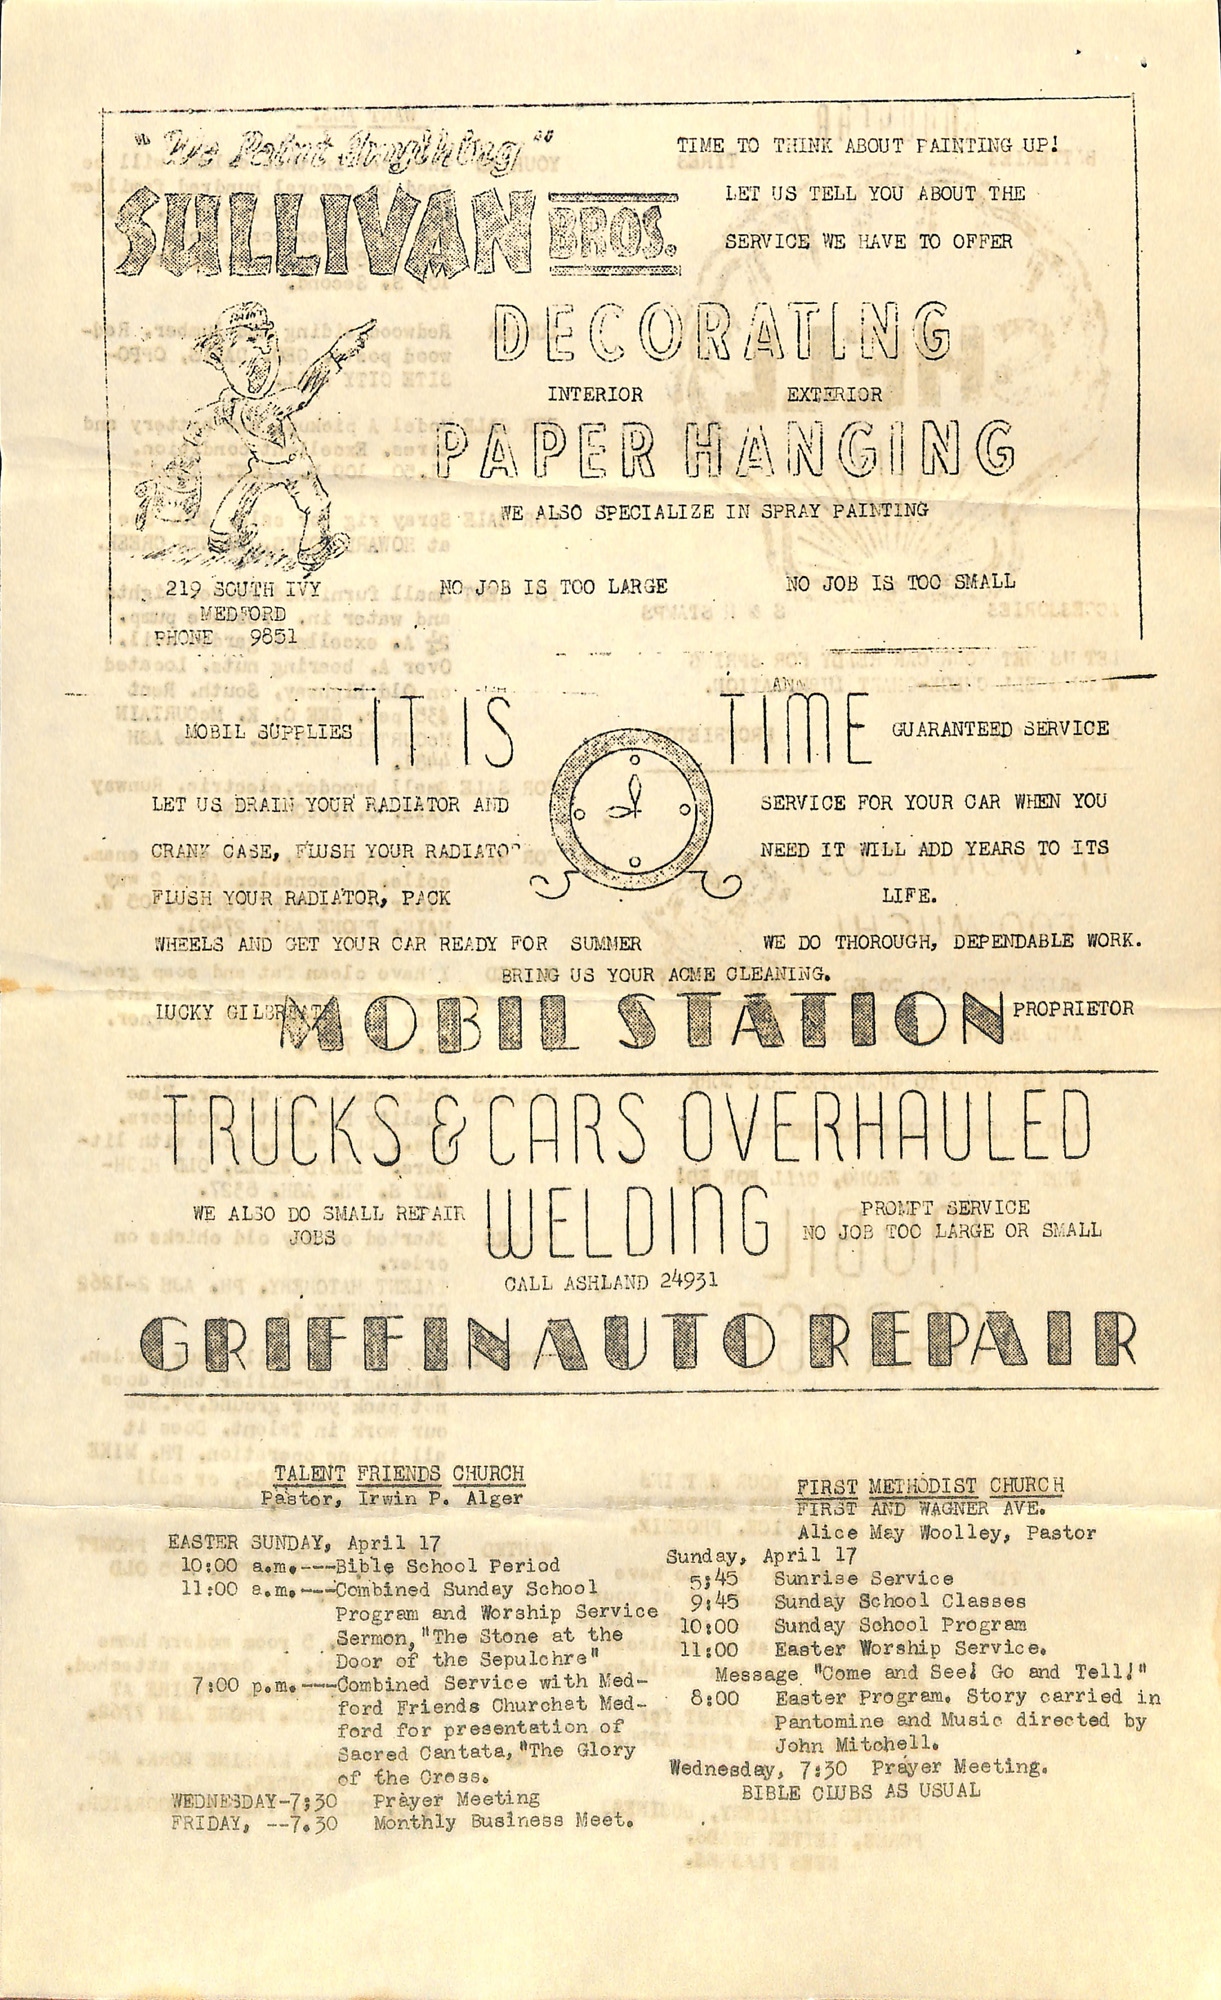 "We Paint Anything"
SULLIVAN BROS.
TIME TO THINK ABOUT PAINTING UP!
LET US TELL YOU ABOUT THE
SERVICE WE HAVE TO OFFER
DECORATING
INTERIOR EXTERIOR
PAPER HANGING
WE ALSO SPECIALIZE IN SPRAY PAINTING
219 SOUTH IVY
MEDFORD
PHONE 9851
NO JOB IS TOO LARGE NO JOB IS TOO SMALL
MOBIL SUPPLIES IT IS TIME GUARANTEED SERVICE
AND
LET US DRAIN YOUR RADIATOR AND
CRANK CASE, FLUSH YOUR RADIATOR
FLUSH YOUR RADIATOR, PACK
WHEELS AND GET YOUR CAR READY FOR SUMMER
SERVICE FOR YOUR CAR WHEN YOU
NEED IT WILL ADD YEARS TO ITS
LIFE.
WE DO THOROUGH, DEPENDABLE WORK.
BRING US YOUR ACME CLEANING.
LUCKY GILBREATH MOBIL STATION PROPRIETOR
TRUCKS & CARS OVERHAULED
WE ALSO DO SMALL REPAIR
JOBS
WELDING
PROMPT SERVICE
NO JOB TOO LARGE OR SMALL
CALL ASHLAND 24931
GRIFFIN AUTO REPAIR
TALENT FRIENDS CHURCH
Pastor, Irwin P. Alger
EASTER SUNDAY, April 17
10:00 a.m.---Bible School Period
11:00 a.m.---Combined Sunday School
Program and Worship Service
Sermon, "The Stone at the
Door of the Sepulchre"
7:00 p.m.---Combined Service with Med-
ford Friends Churchat Med-
ford for presentation of
Sacred Cantata, "The Glory
of the Cross.
WEDNESDAY-7;30 Prayer Meeting
FRIDAY, --7.30 Monthly Business Meet.
FIRST METHODIST CHURCH
FIRST AND WAGNER AVE.
Alice May Woolley, Pastor
Sunday, April 17
5;45 Sunrise Service
9:45 Sunday School Classes
10:00 Sunday School Program
11:00 Easter Worship Service.
Message "Come and See! Go and Tell!"
8:00 Easter Program. Story carried in
Pantomine and Music directed by
John Mitchell.
Wednesday, 7:30 Prayer Meeting.
BIBLE CLUBS AS USUAL